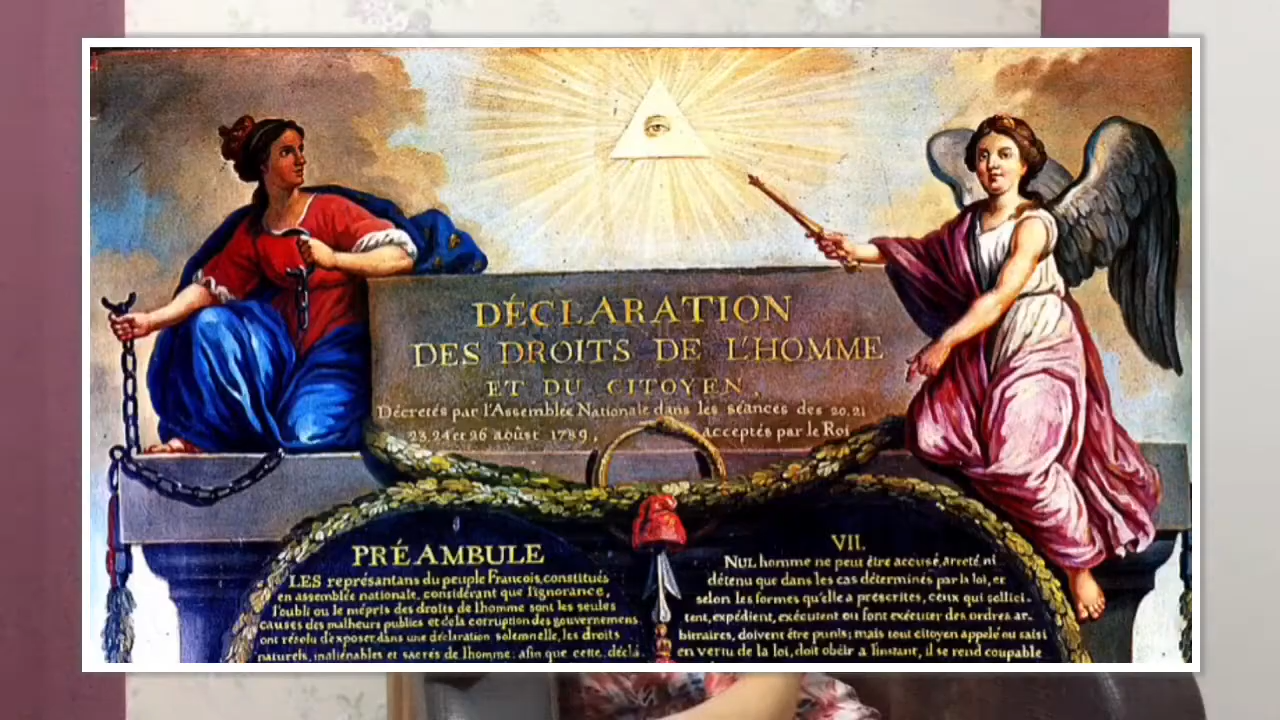 DÉCLARATION
DES DROITS DE L'HOMME
ET DU CITOYEN,
Décretés par l'Assemblée Nationale dans les séances des 20, 21
23, 24 et 26 aoûst 1789, acceptés par le Roi
PRÉAMBULE
LES représantans du peuple Francois, constitués
en assemblée nationale, considérant que l'ignorance,
l'oubli ou le mépris des droits de l'homme sont les seules
causes des malheurs publics et de la corruption des gouvernemens
ont résolu d'exposer dans une déclaration solemnelle, les droits
naturels, inaliénables et sacrés de l'homme; afin que cette décla-
VII.
NUL homme ne peut être accusé, arreté, ni
détenu que dans les cas déterminés par la loi, et
selon les formes qu'elle a prescrites, ceux qui sollici-
tent, expédient, exécutent ou font exécuter des ordres ar-
bitraires, doivent être punis; mais tout citoyen appelé ou saisi
en vertu de la loi, doit obéir à l'instant, il se rend coupable